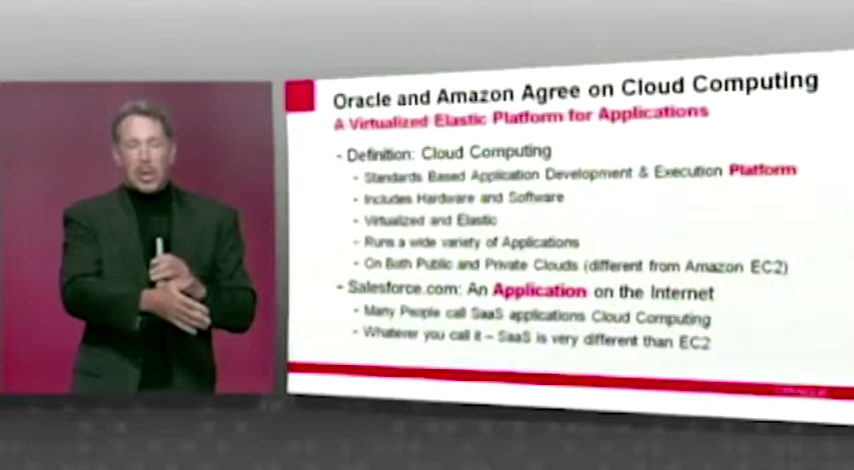 Oracle and Amazon Agree on Cloud Computing
A Virtualized Elastic Platform for Applications
- Definition: Cloud Computing
- Standards Based Application Development & Execution Platform
- Includes Hardware and Software
- Virtualized and Elastic
- Runs a wide variety of Applications
- On Both Public and Private Clouds (different from Amazon EC2)
- Salesforce.com: An Application on the Internet
- Many People call SaaS applications Cloud Computing
- Whatever you call it – SaaS is very different than EC2
ORACLE